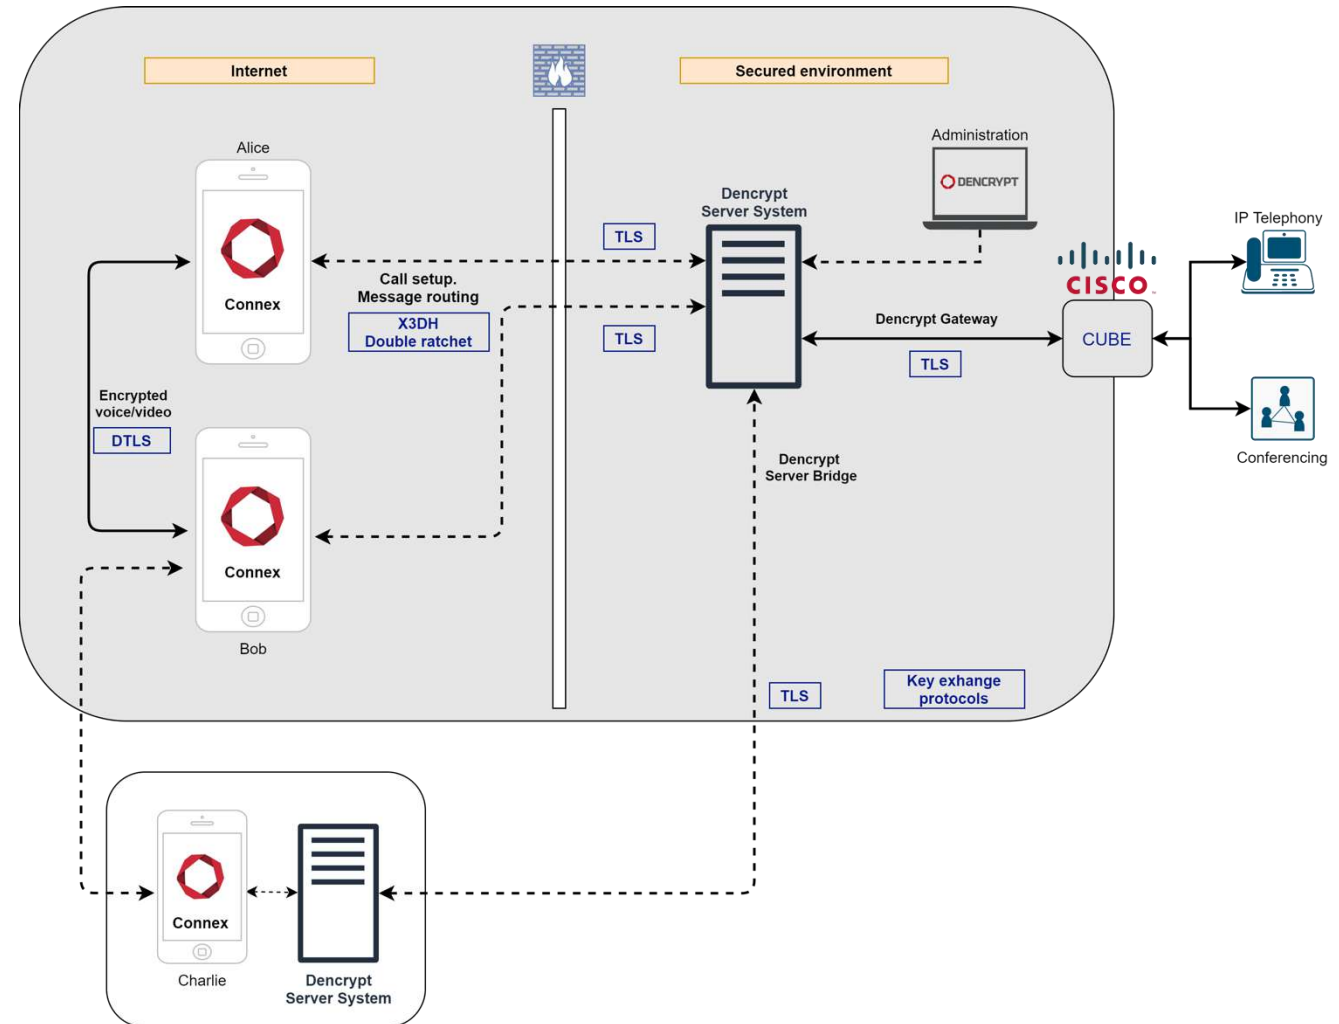 Internet
Secured environment
Alice
Administration
DENCRYPT
Dencrypt
Server System
IP Telephony
TLS
Connex
Call setup.
Message routing
X3DH
Double ratchet
TLS
CISCO
Dencrypt Gateway
TLS
CUBE
Encrypted
voice/video
DTLS
Conferencing
Dencrypt
Server Bridge
Connex
Bob
TLS
Key exhange
protocols
Connex
Charlie
Dencrypt
Server System